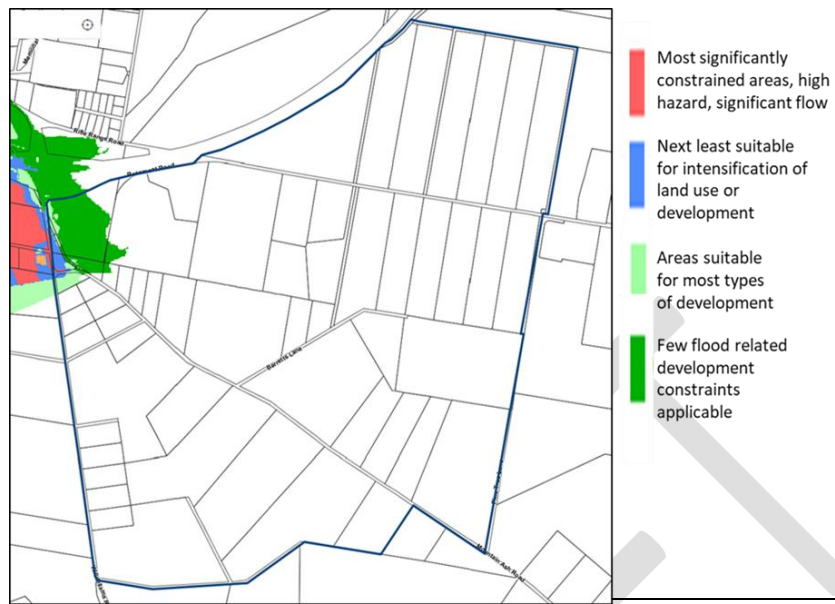 Rifle Range Road
Rosemont Road
Barretts Lane
Mountain Ash Road
Most significantly
constrained areas, high
hazard, significant flow
Next least suitable
for intensification of
land use or
development
Areas suitable
for most types
of development
Few flood related
development
constraints
applicable